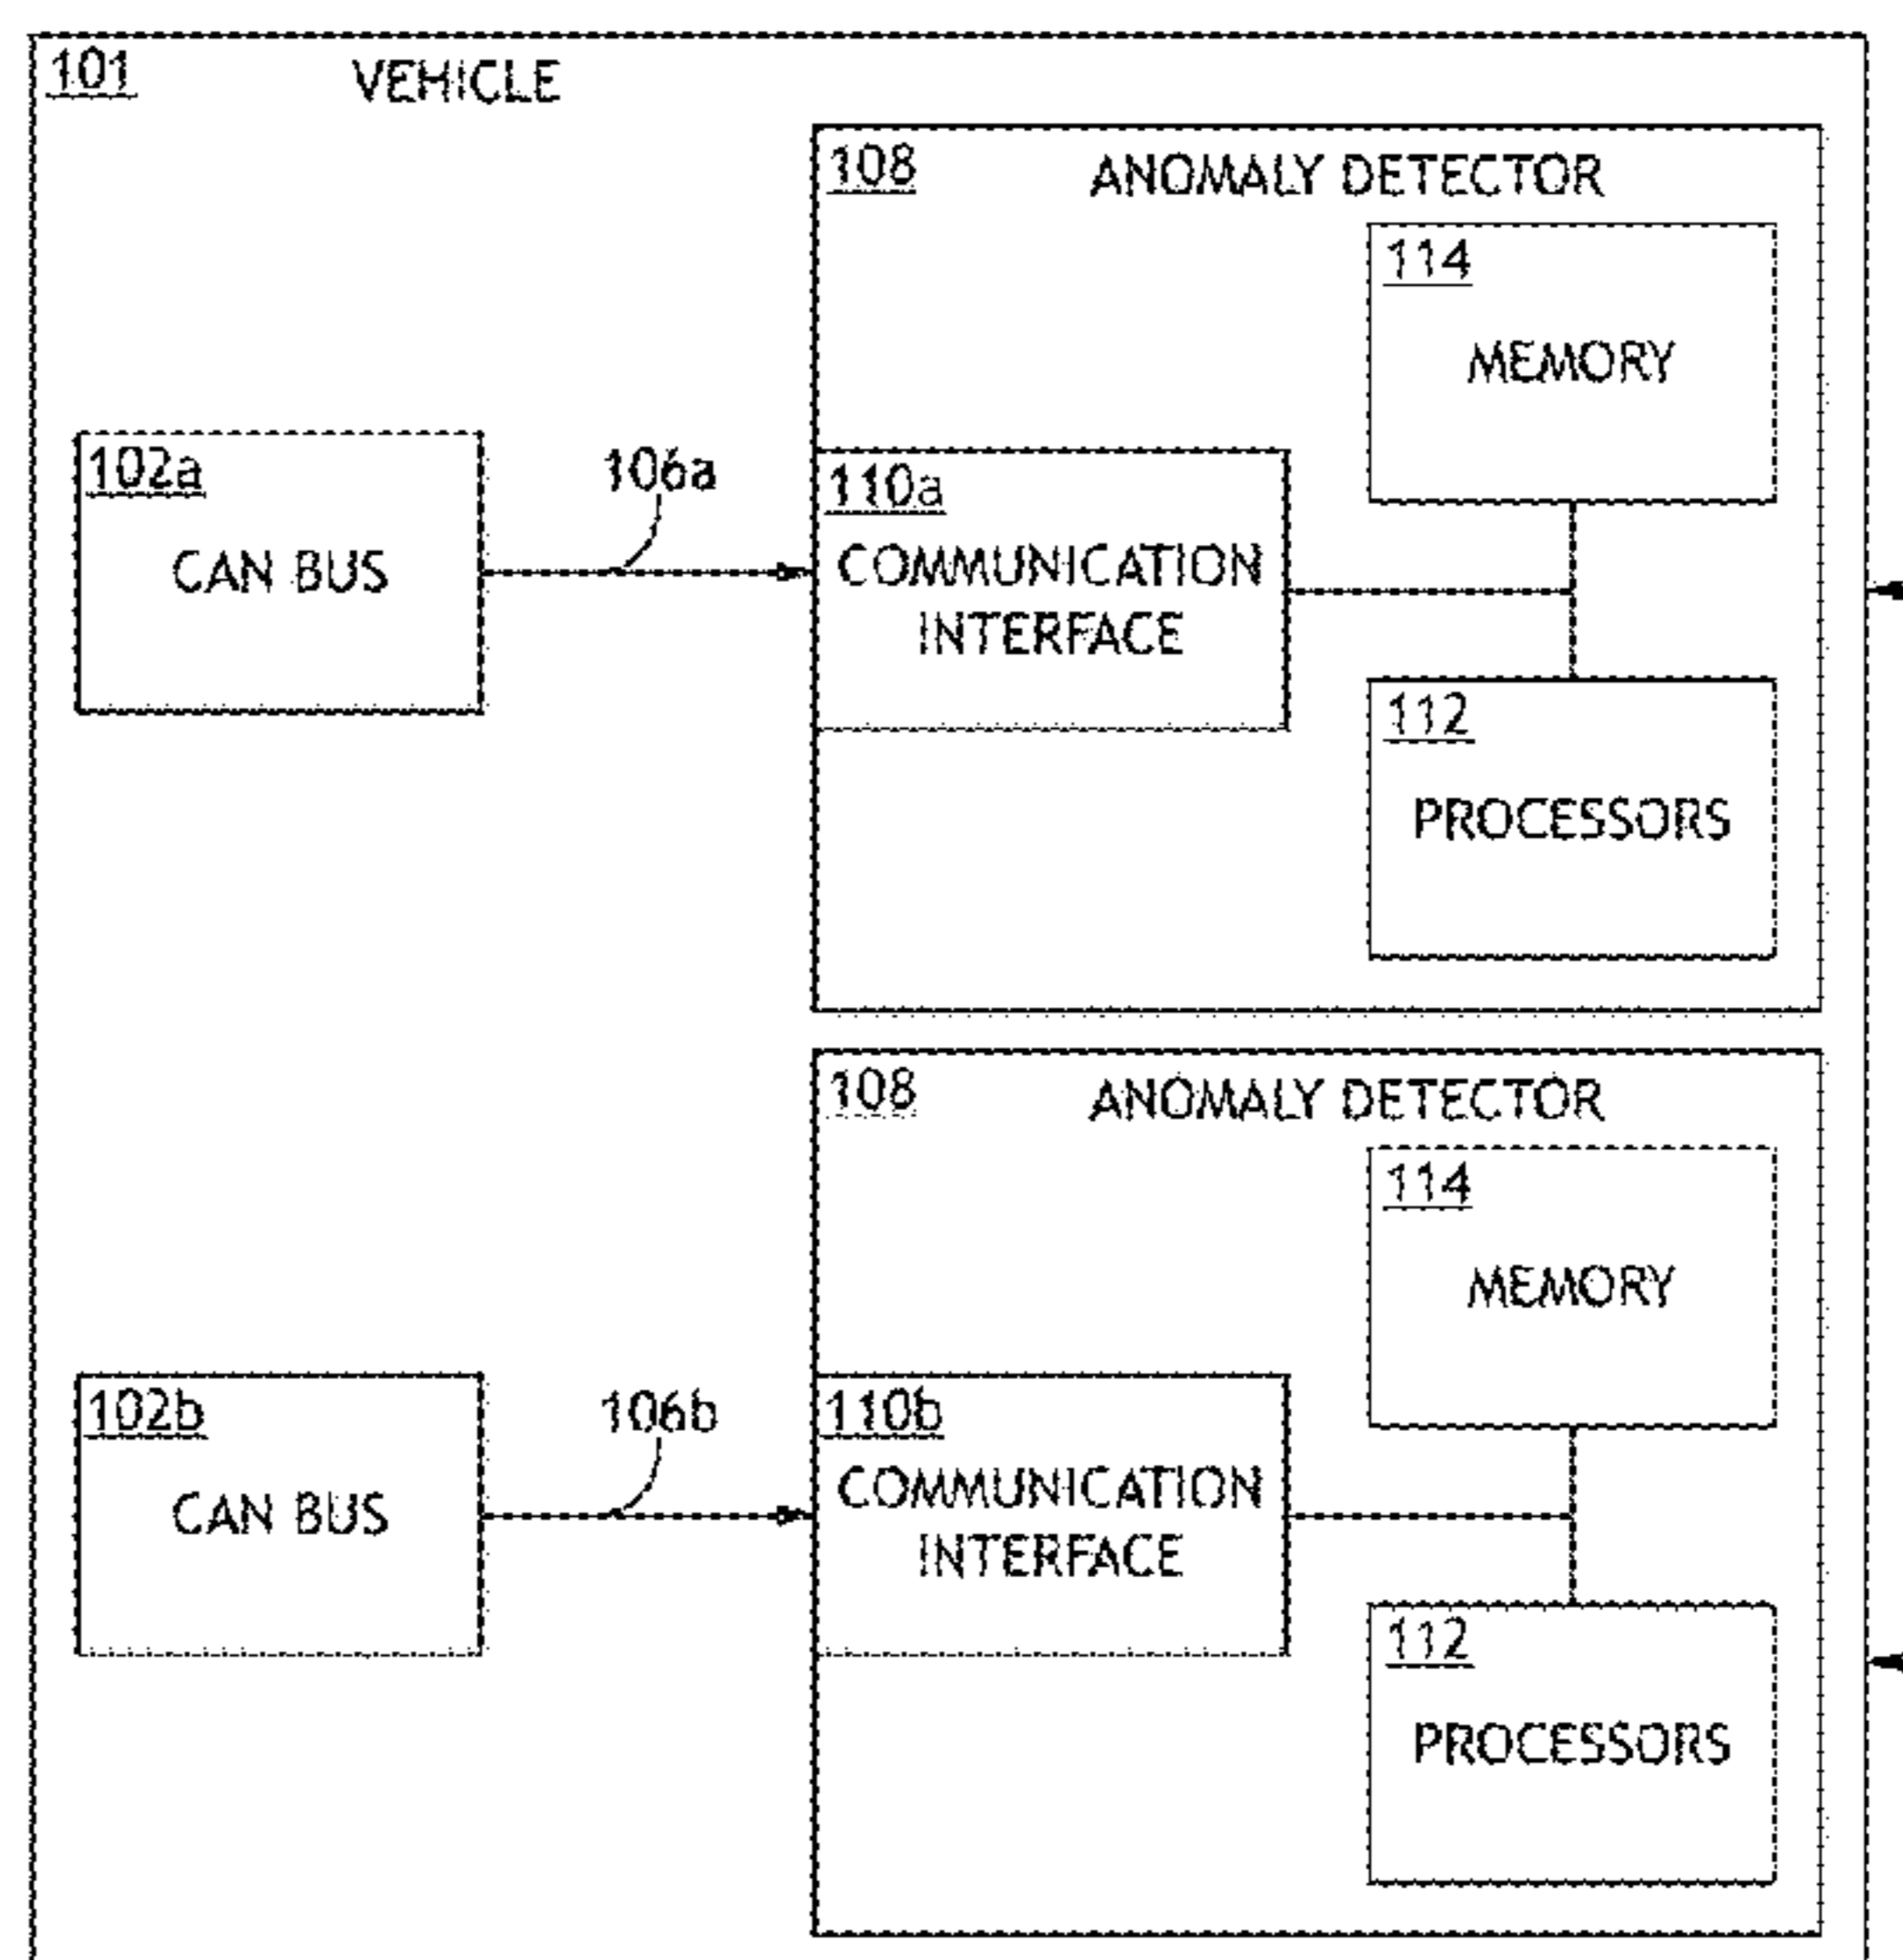 101 VEHICLE
108 ANOMALY DETECTOR
114
MEMORY
102a
CAN BUS
106a
110a
COMMUNICATION
INTERFACE
112
PROCESSORS
108 ANOMALY DETECTOR
114
MEMORY
102b
CAN BUS
106b
110b
COMMUNICATION
INTERFACE
112
PROCESSORS